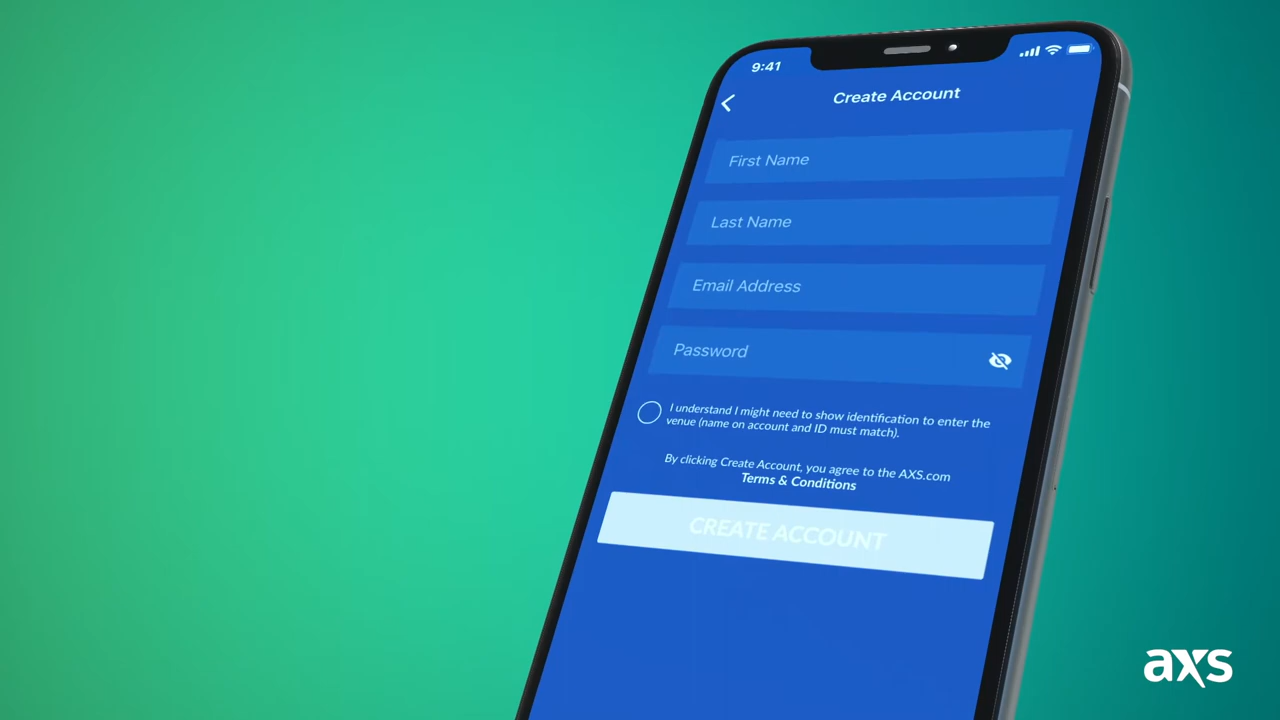 9:41
Create Account
First Name
Last Name
Email Address
Password
I understand I might need to show identification to enter the
venue (name on account and ID must match).
By clicking Create Account, you agree to the AXS.com
Terms & Conditions
CREATE ACCOUNT
axs